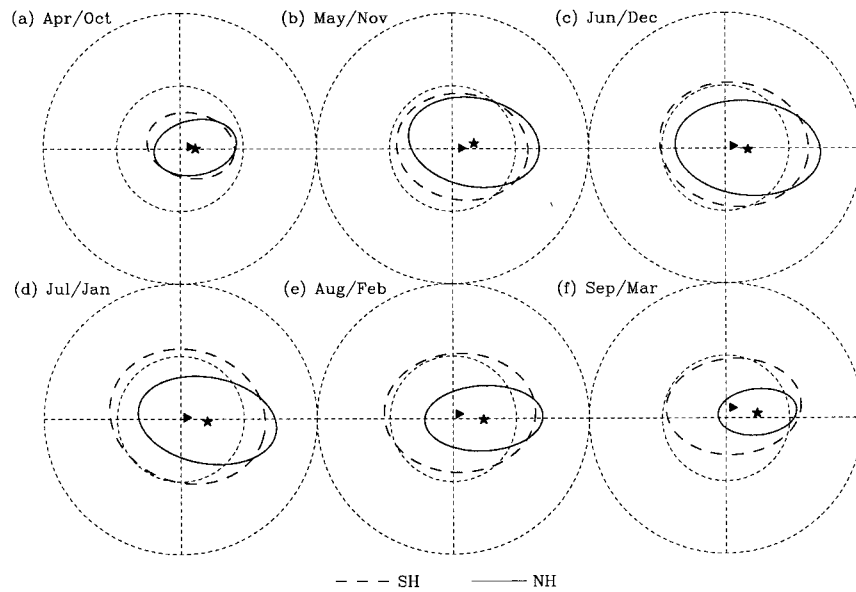 (a) Apr/Oct
(b) May/Nov
(c) Jun/Dec
(d) Jul/Jan
(e) Aug/Feb
(f) Sep/Mar
SH
NH